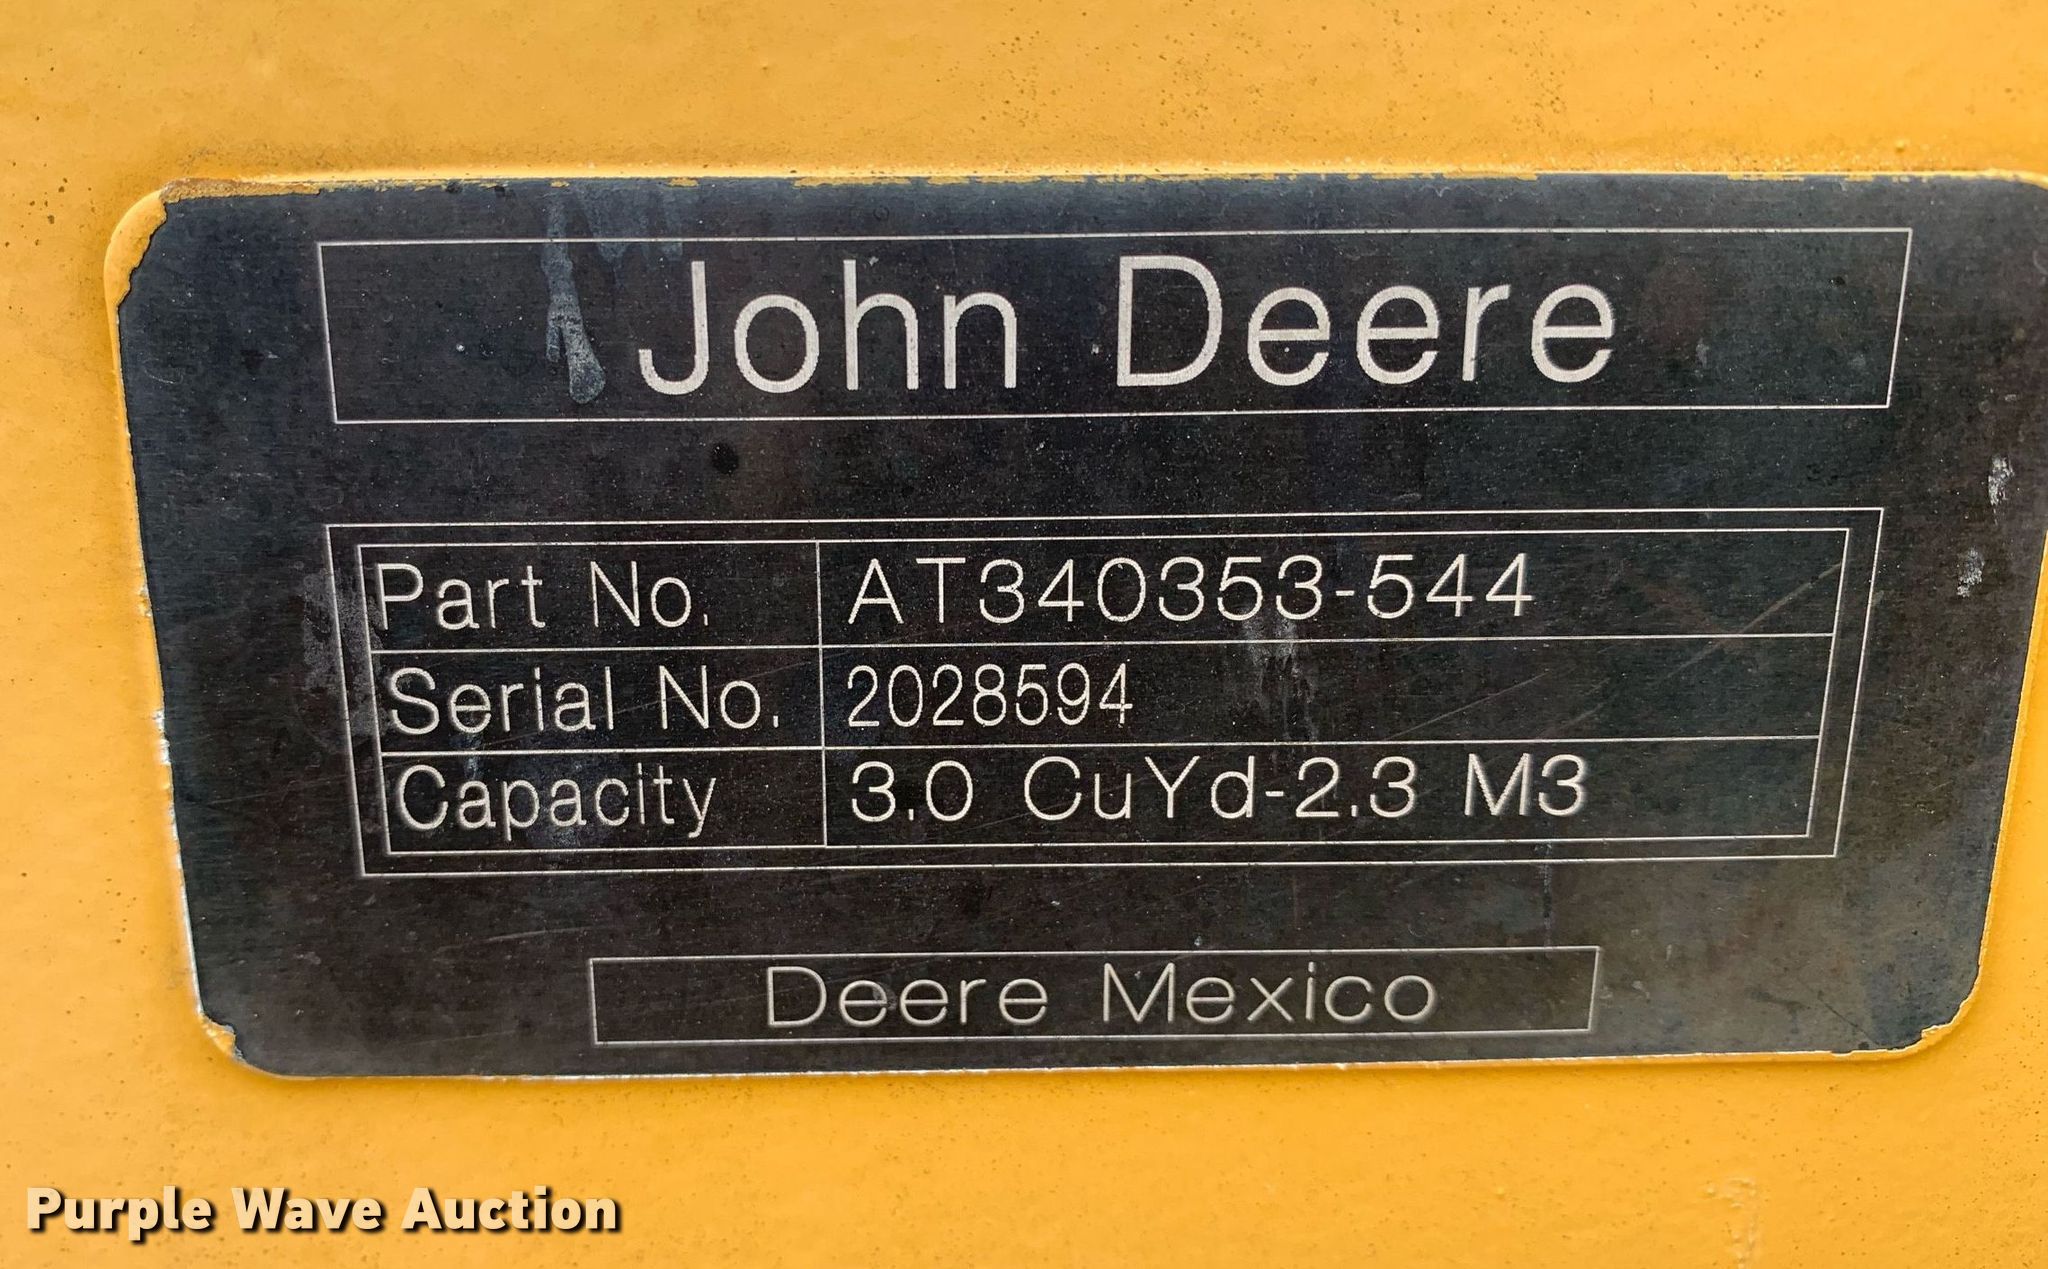 John Deere
Part No. AT340353-544
Serial No. 2028594
Capacity 3.0 CuYd-2.3 M3
Deere Mexico
Purple Wave Auction